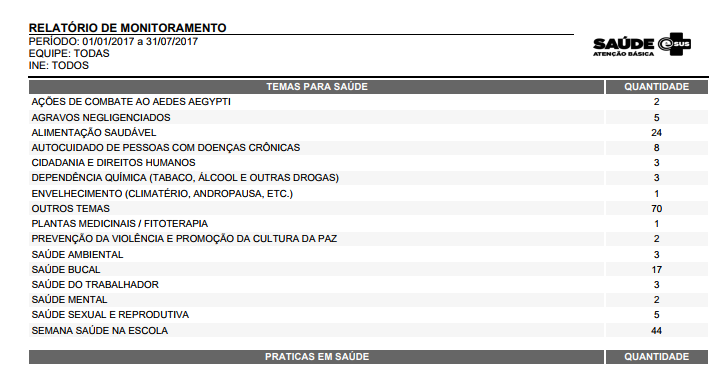 RELATÓRIO DE MONITORAMENTO
PERÍODO: 01/01/2017 a 31/07/2017
EQUIPE: TODAS
INE: TODOS
SAÚDE e SUS
ATENÇÃO BÁSICA
TEMAS PARA SAÚDE QUANTIDADE
AÇÕES DE COMBATE AO AEDES AEGYPTI 2
AGRAVOS NEGLIGENCIADOS 5
ALIMENTAÇÃO SAUDÁVEL 24
AUTOCUIDADO DE PESSOAS COM DOENÇAS CRÔNICAS 8
CIDADANIA E DIREITOS HUMANOS 3
DEPENDÊNCIA QUÍMICA (TABACO, ÁLCOOL E OUTRAS DROGAS) 3
ENVELHECIMENTO (CLIMATÉRIO, ANDROPAUSA, ETC.) 1
OUTROS TEMAS 70
PLANTAS MEDICINAIS / FITOTERAPIA 1
PREVENÇÃO DA VIOLÊNCIA E PROMOÇÃO DA CULTURA DA PAZ 2
SAÚDE AMBIENTAL 3
SAÚDE BUCAL 17
SAÚDE DO TRABALHADOR 3
SAÚDE MENTAL 2
SAÚDE SEXUAL E REPRODUTIVA 5
SEMANA SAÚDE NA ESCOLA 44
PRATICAS EM SAÚDE QUANTIDADE